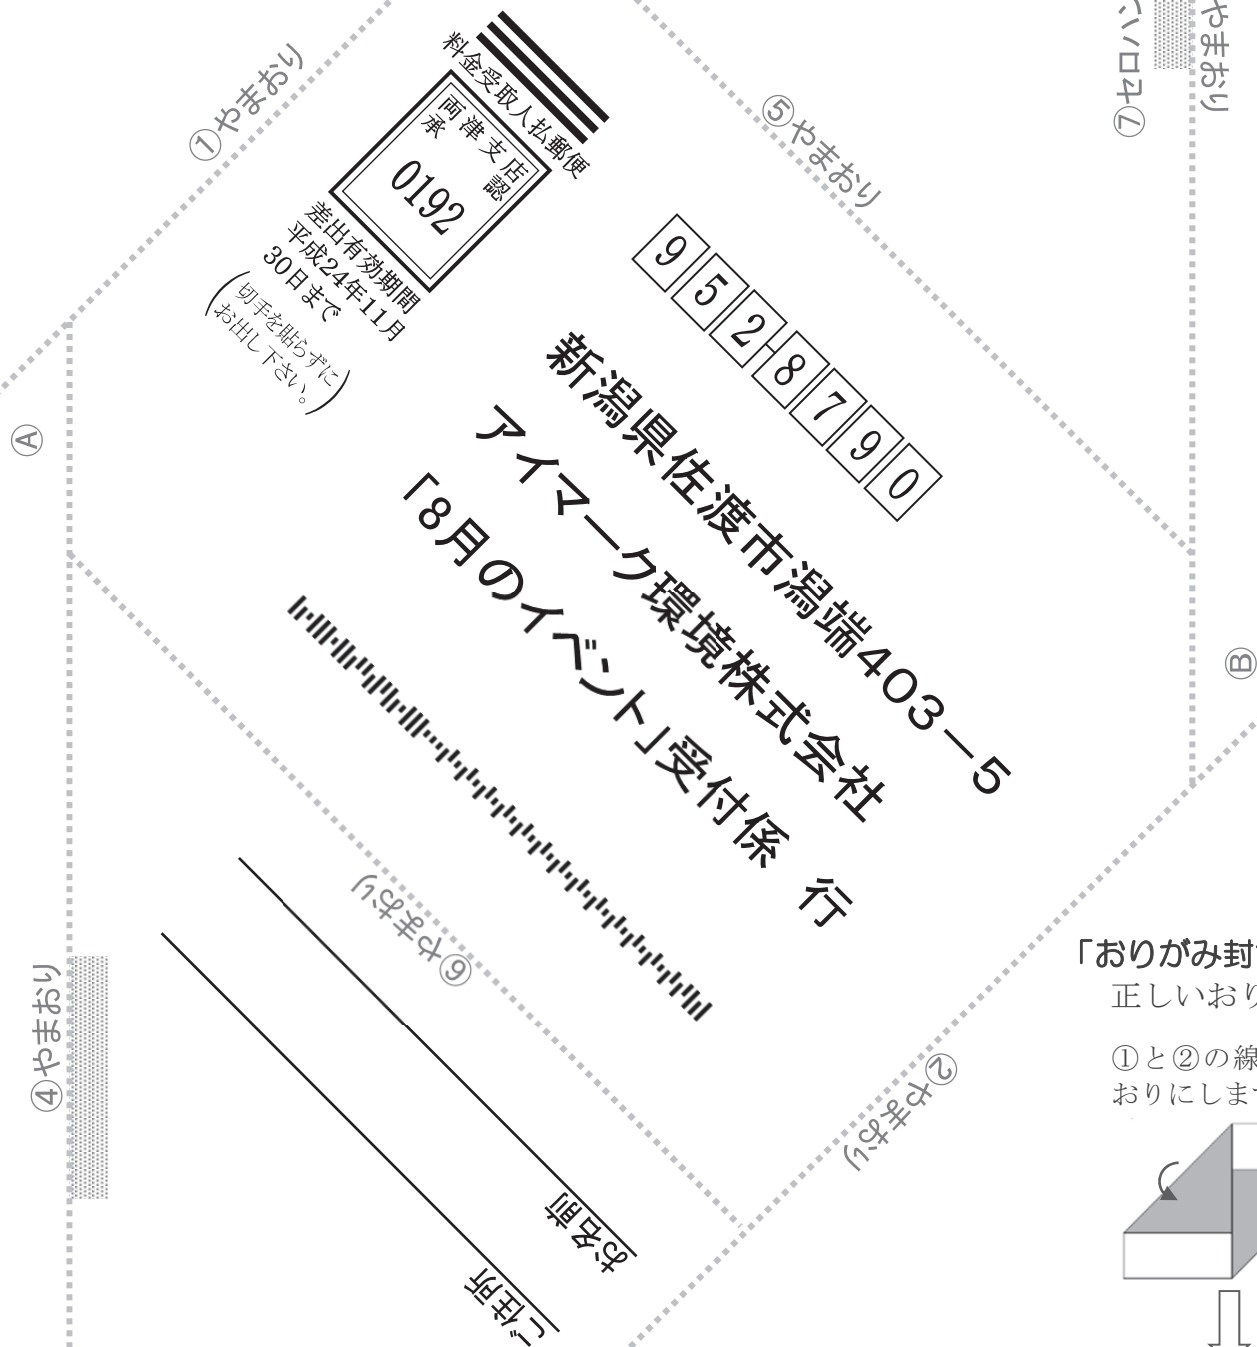 ①やまおり
料金受取人払郵便
両津支店
承認
0192
差出有効期間
平成24年11月
30日まで
(切手を貼らずに
お出し下さい。)
⑤やまおり
952-8790
新潟県佐渡市潟端403－5
アイマーク環境株式会社
「8月のイベント」受付係 行
Ⓐ
Ⓑ
⑥やまおり
お名前
ご住所
④やまおり
②やまおり
やまおり
⑦セロハン
「おりがみ封
正しいおり
①と②の線
おりにします